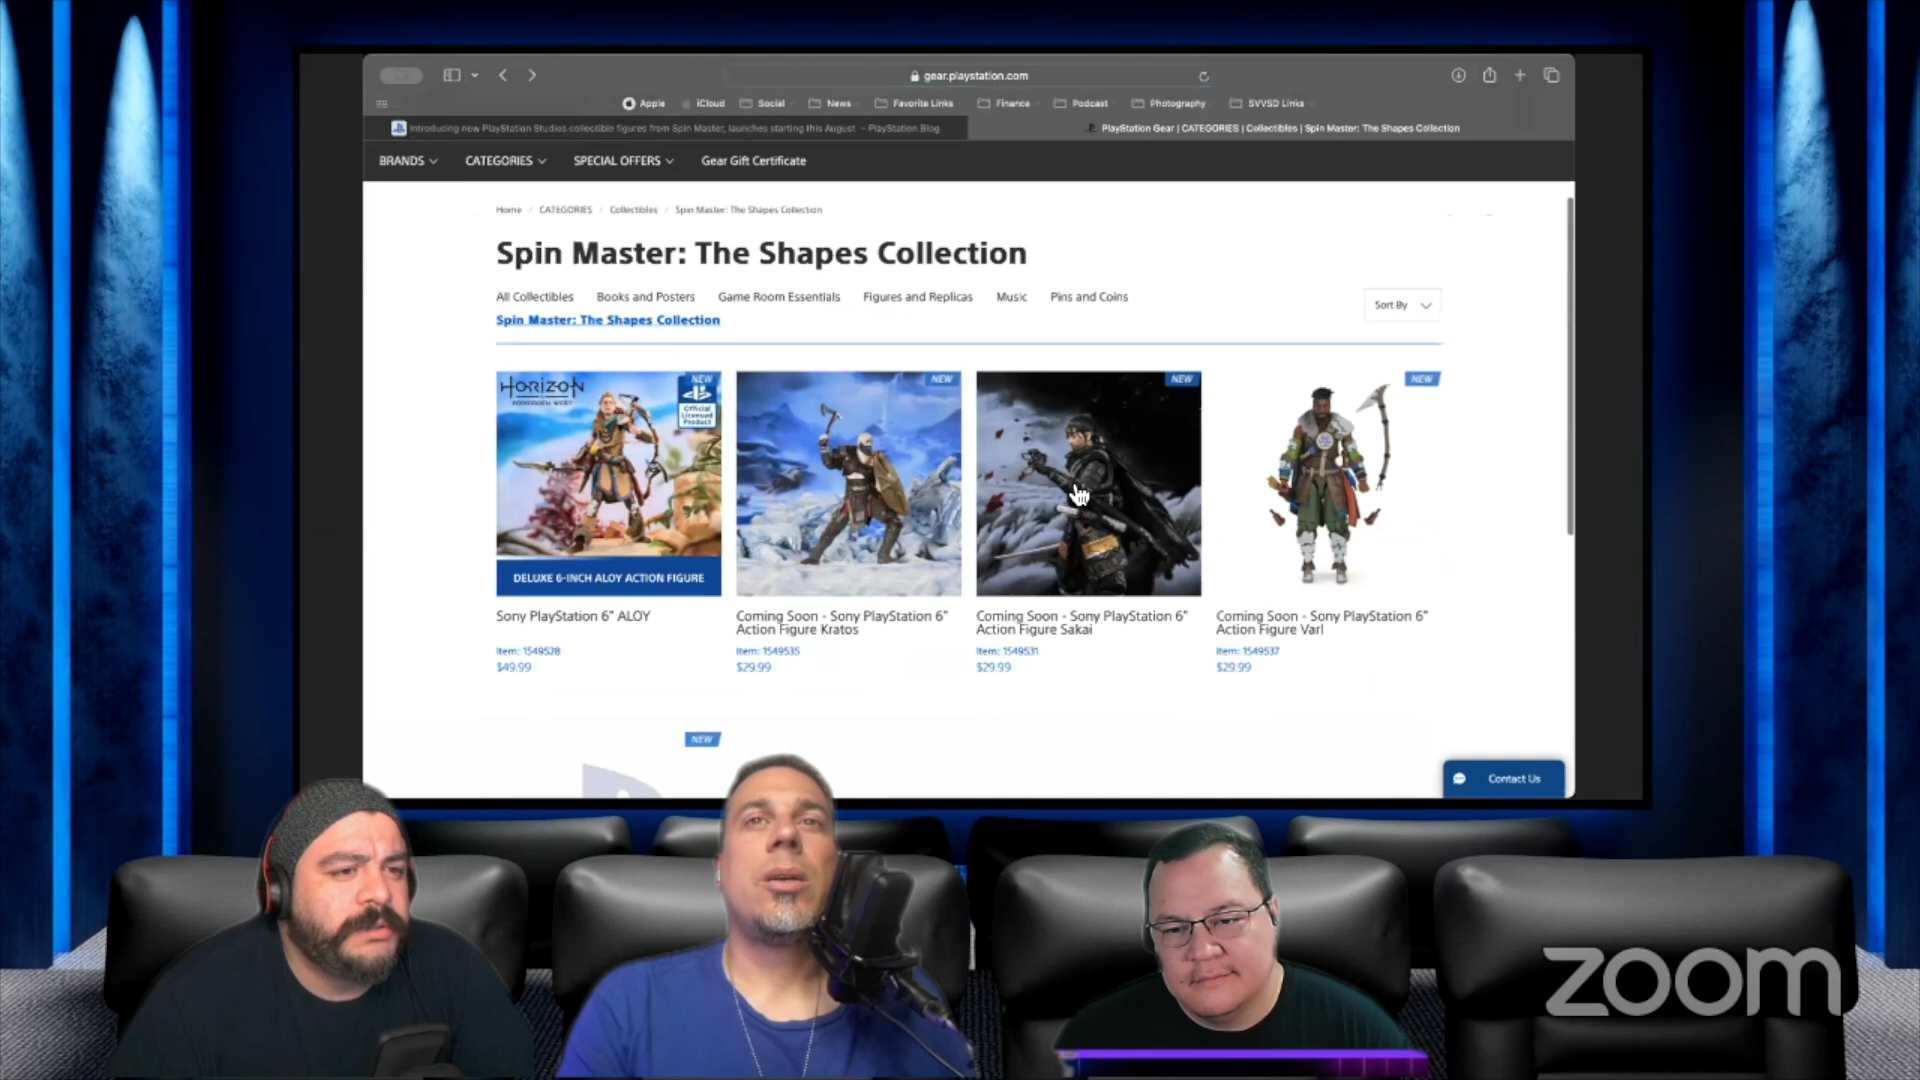 gear.playstation.com
Apple iCloud Social News Favorite Links Finance Podcast Photography SVVSD Links
Introducing new PlayStation Studios collectible figures from Spin Master, launches starting this August – PlayStation.Blog
PlayStation Gear | CATEGORIES | Collectibles | Spin Master: The Shapes Collection
BRANDS CATEGORIES SPECIAL OFFERS Gear Gift Certificate
Home / CATEGORIES / Collectibles / Spin Master: The Shapes Collection
Spin Master: The Shapes Collection
All Collectibles Books and Posters Game Room Essentials Figures and Replicas Music Pins and Coins
Sort By
Spin Master: The Shapes Collection
NEW NEW NEW NEW
HORIZON
FORBIDDEN WEST
Official
Licensed
Product
DELUXE 6-INCH ALOY ACTION FIGURE
Sony PlayStation 6" ALOY
Item: 1549528
$49.99
Coming Soon - Sony PlayStation 6"
Action Figure Kratos
Item: 1549535
$29.99
Coming Soon - Sony PlayStation 6"
Action Figure Sakai
Item: 1549531
$29.99
Coming Soon - Sony PlayStation 6"
Action Figure Varl
Item: 1549537
$29.99
NEW
Contact Us
zoom